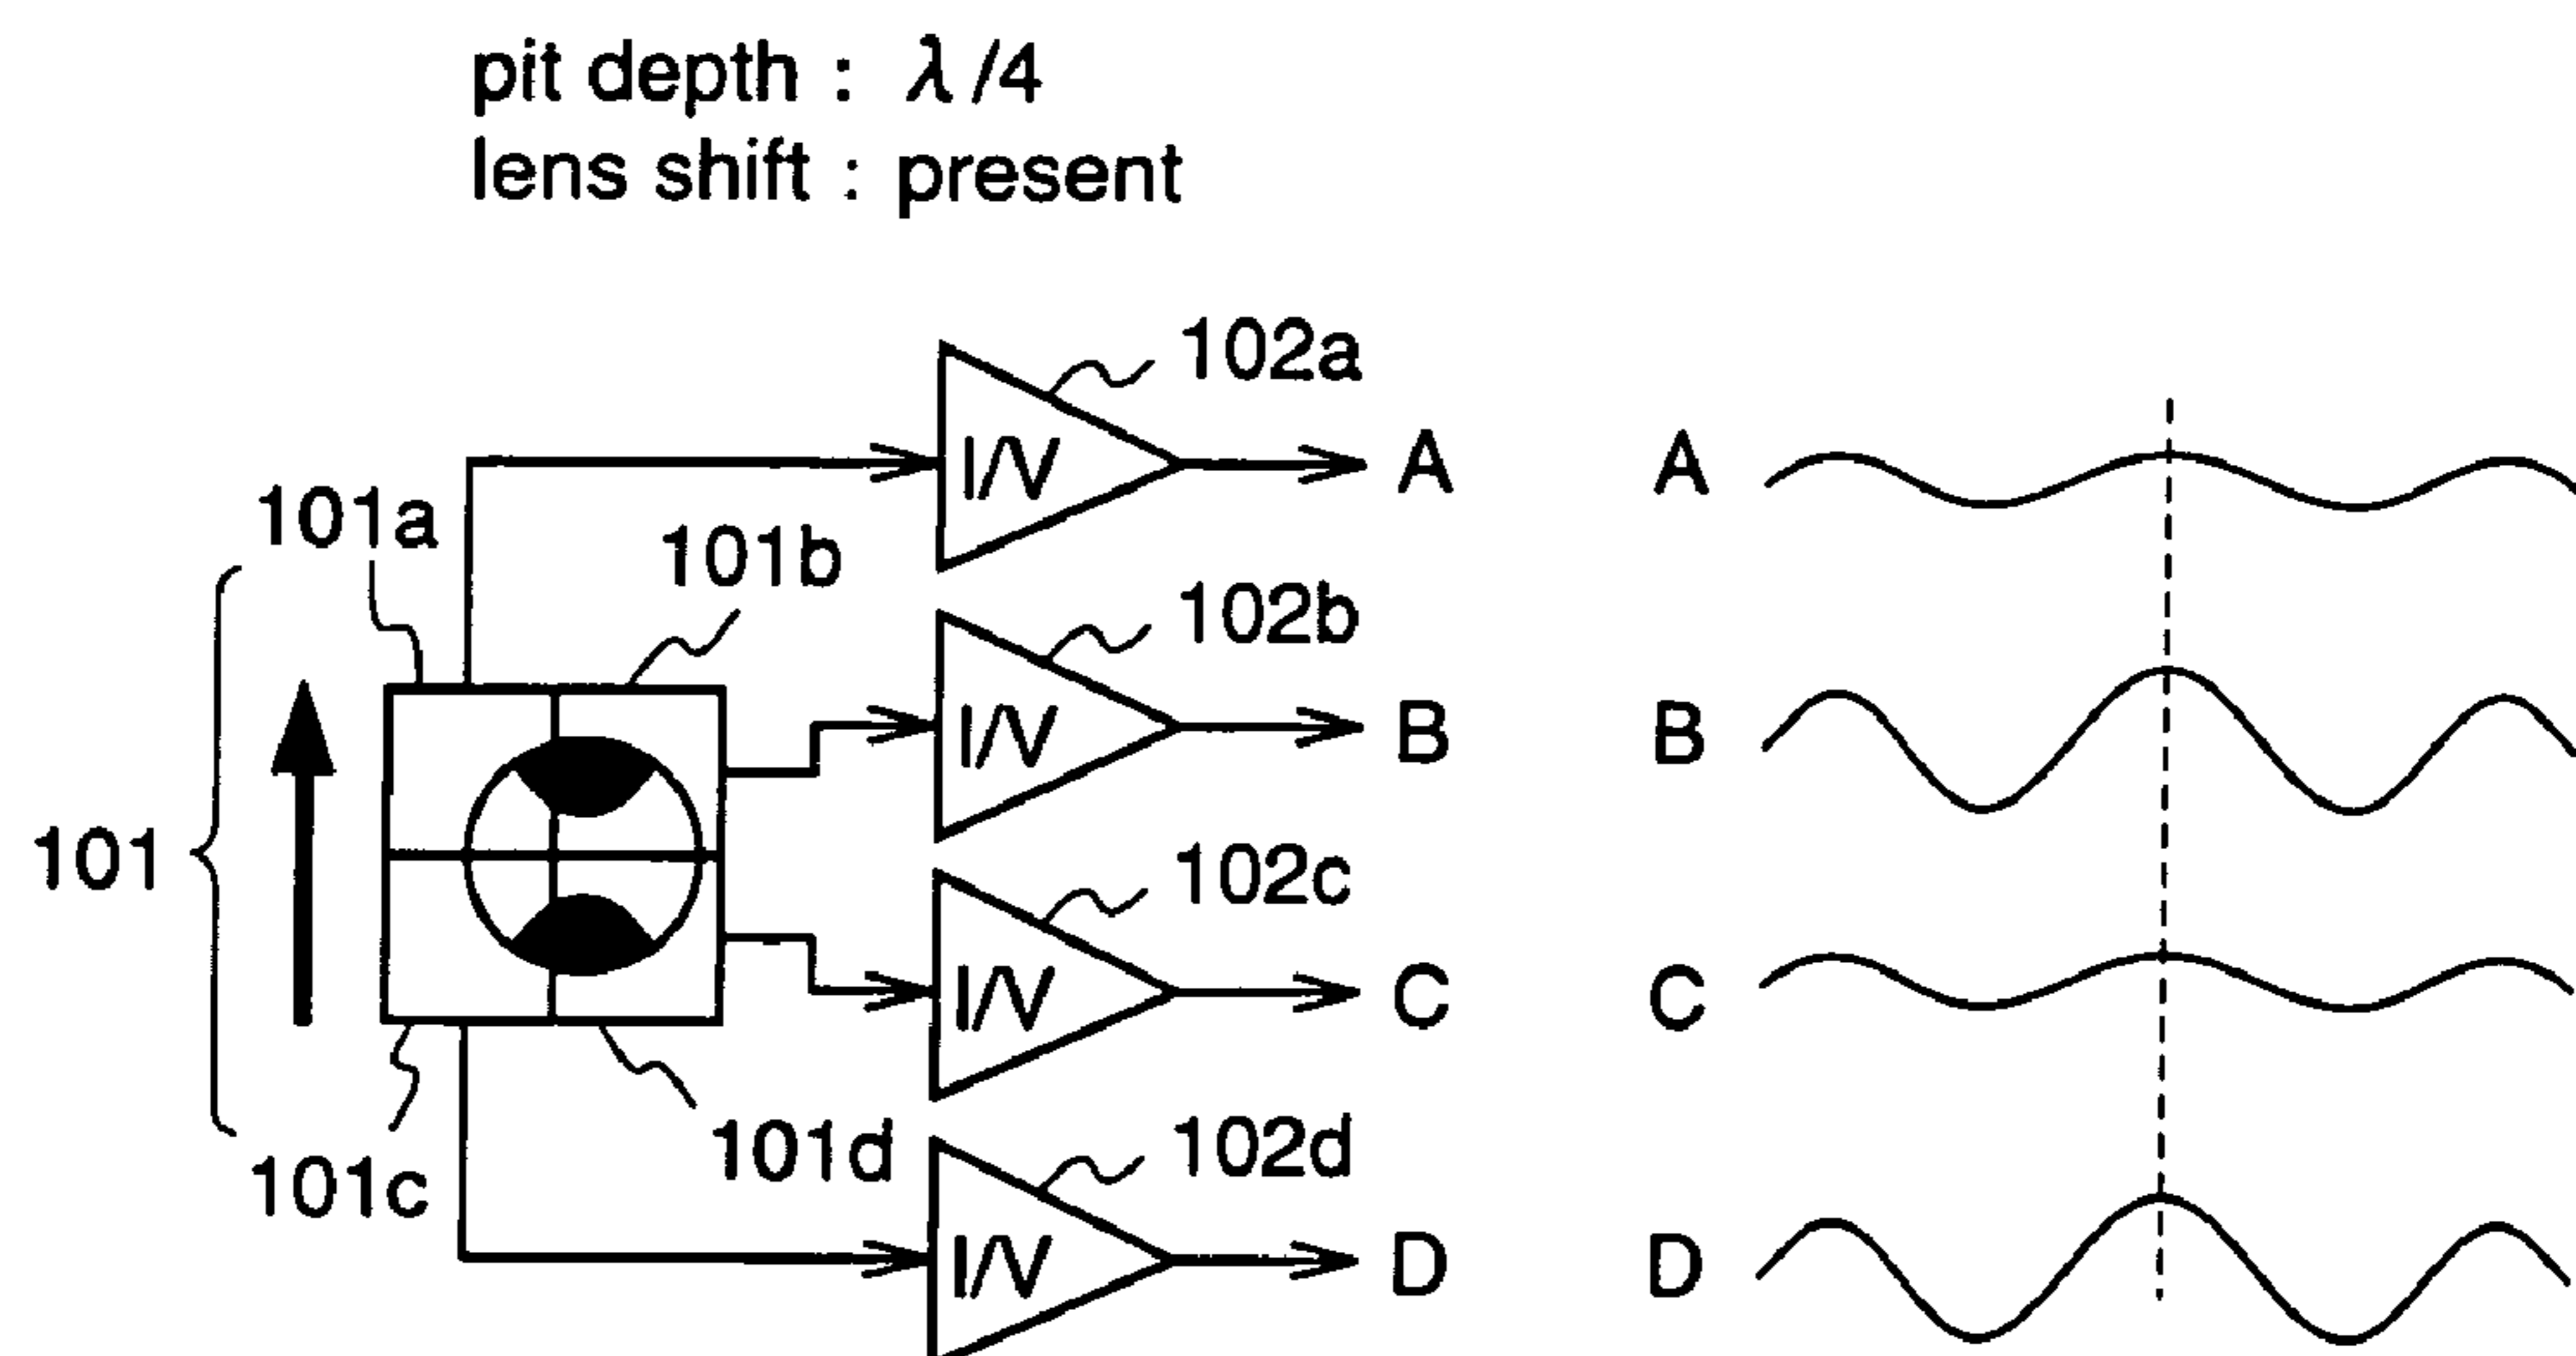 pit depth : λ/4
lens shift : present
102a
I/V
A
A
101a
101b
102b
I/V
B
B
101
102c
I/V
C
C
101c
101d
102d
I/V
D
D